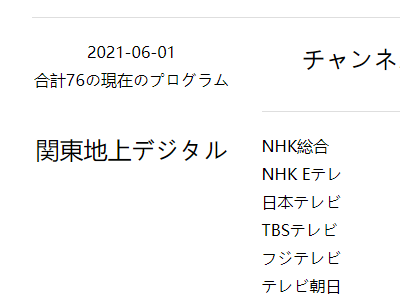 2021-06-01
合計76の現在のプログラム
チャンネ
関東地上デジタル
NHK総合
NHK Eテレ
日本テレビ
TBSテレビ
フジテレビ
テレビ朝日